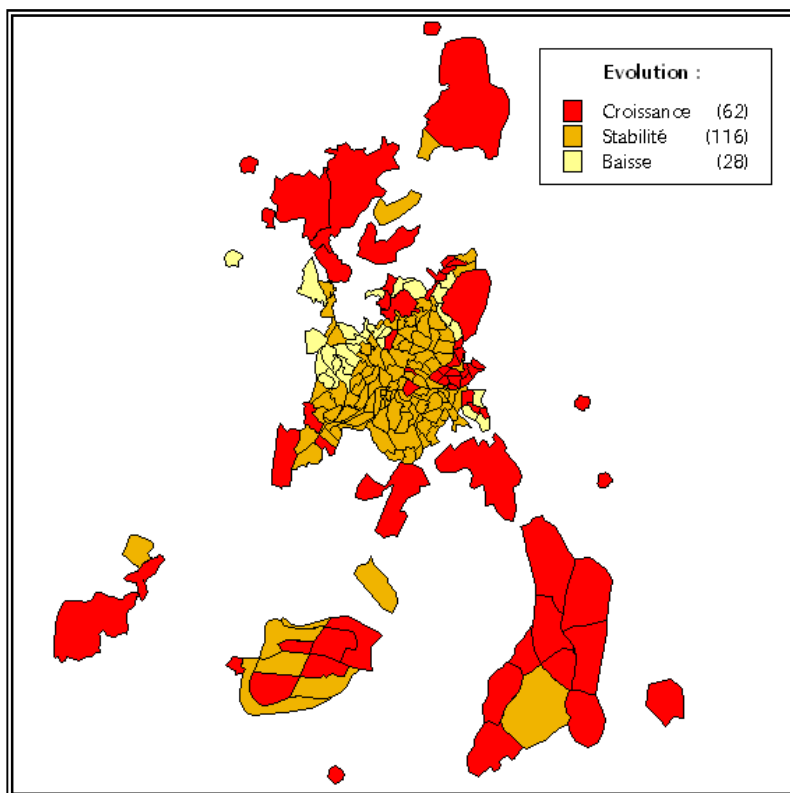 Evolution :
Croissance (62)
Stabilité (116)
Baisse (28)